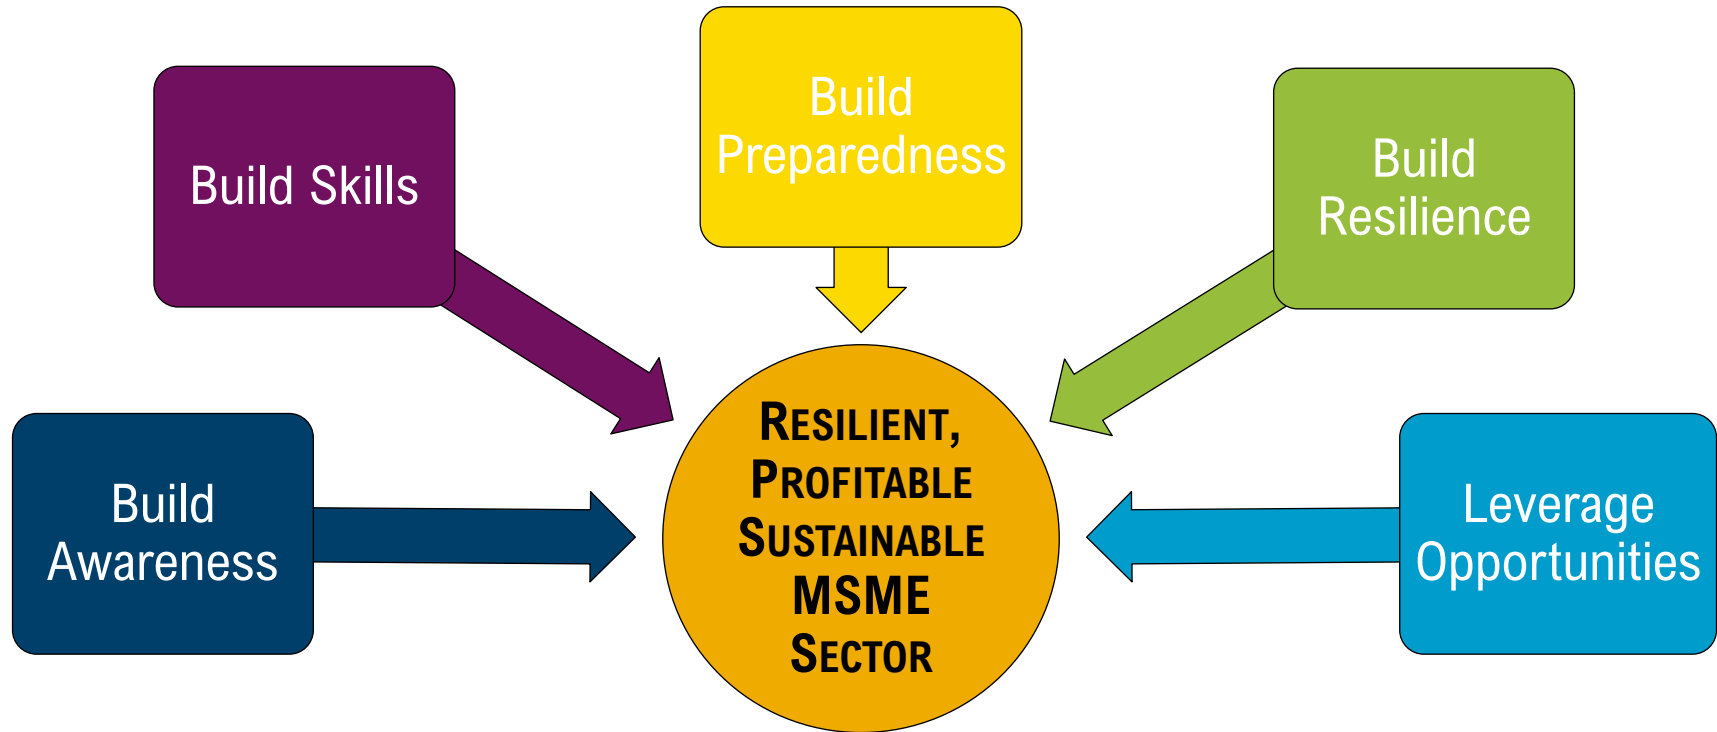 Build
Preparedness
Build Skills
Build
Resilience
Build
Awareness
RESILIENT,
PROFITABLE
SUSTAINABLE
MSME
SECTOR
Leverage
Opportunities